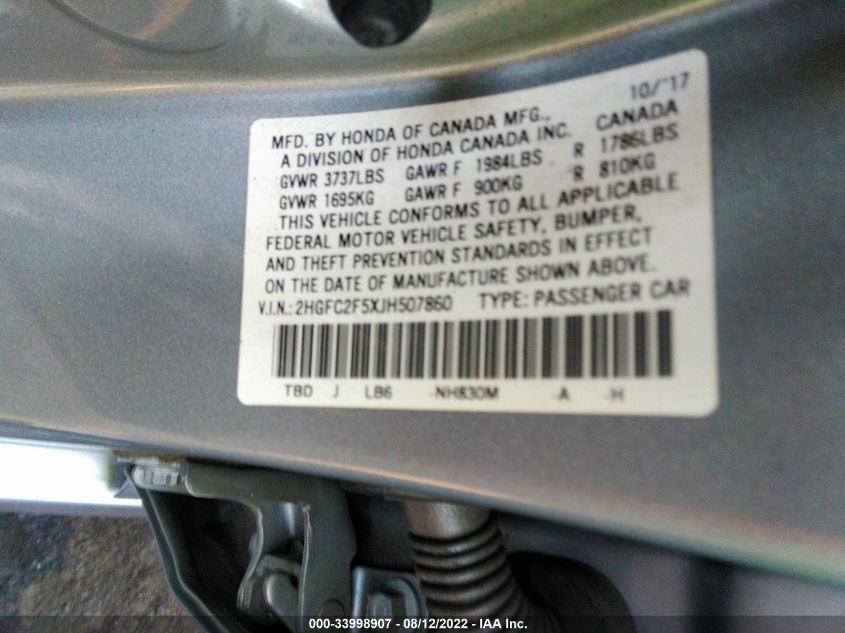 10/'17
MFD. BY HONDA OF CANADA MFG.,
A DIVISION OF HONDA CANADA INC. CANADA
GVWR 3737LBS GAWR F 1984LBS R 1786LBS
GVWR 1695KG GAWR F 900KG R 810KG
THIS VEHICLE CONFORMS TO ALL APPLICABLE
FEDERAL MOTOR VEHICLE SAFETY, BUMPER,
AND THEFT PREVENTION STANDARDS IN EFFECT
ON THE DATE OF MANUFACTURE SHOWN ABOVE.
V.I.N.: 2HGFC2F5XJH507860 TYPE: PASSENGER CAR
TBD J LB6 -NH830M -A -H
000-33998907 - 08/12/2022 - IAA Inc.